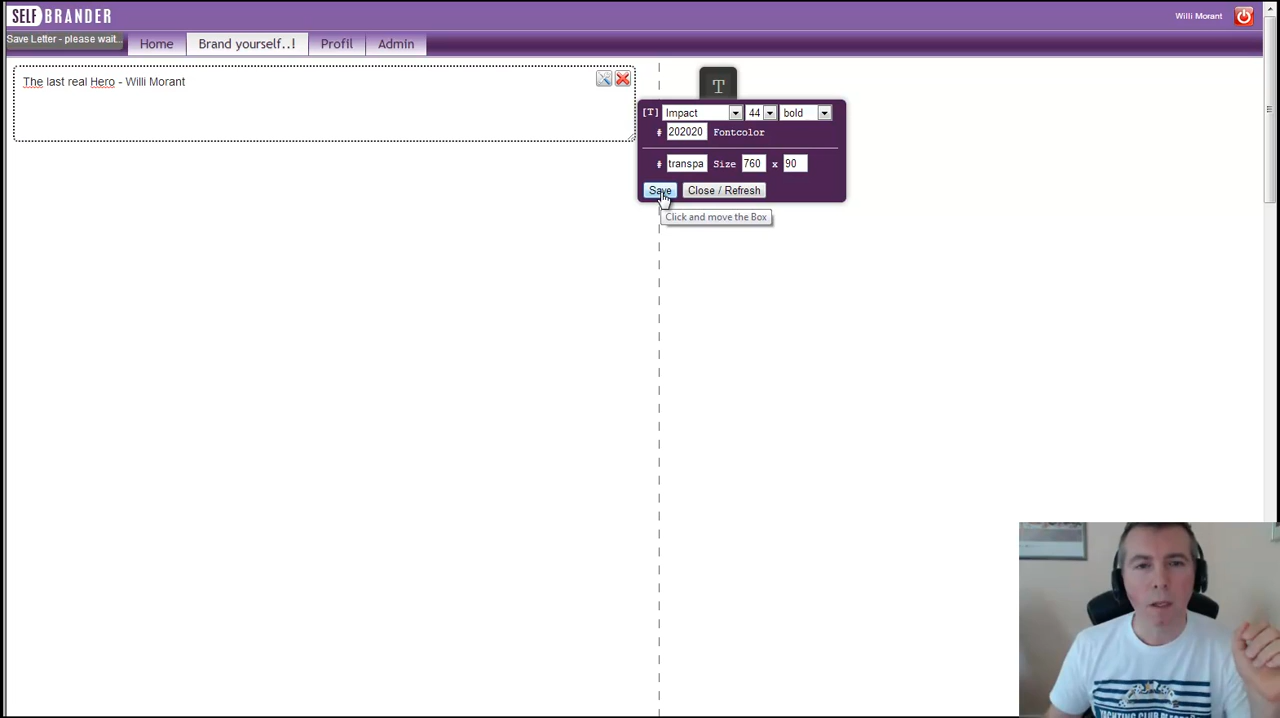 SELF BRANDER
Willi Morant
Save Letter - please wait...
Home
Brand yourself..!
Profil
Admin
The last real Hero - Willi Morant
T
[T] Impact 44 bold
# 202020 Fontcolor
# transpa Size 760 x 90
Save Close / Refresh
Click and move the Box